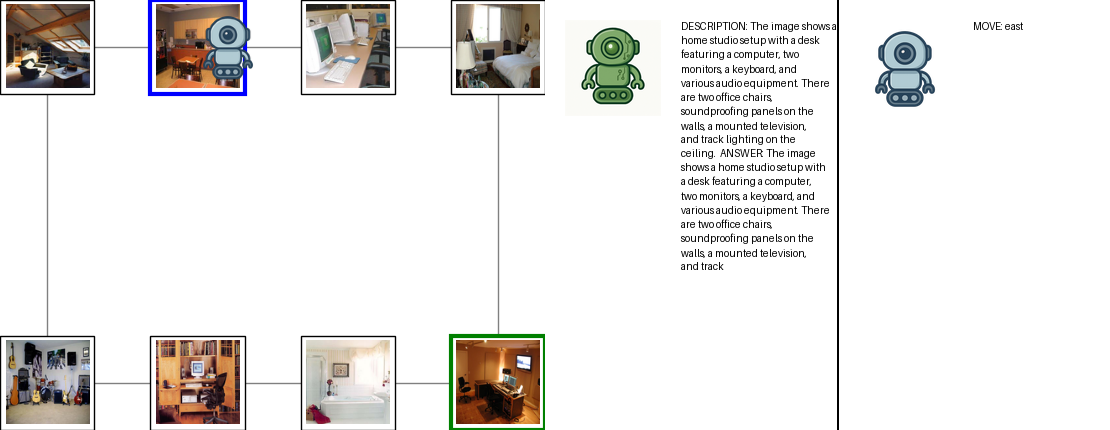 DESCRIPTION: The image shows a
home studio setup with a desk
featuring a computer, two
monitors, a keyboard, and
various audio equipment. There
are two office chairs,
soundproofing panels on the
walls, a mounted television,
and track lighting on the
ceiling. ANSWER: The image
shows a home studio setup with
a desk featuring a computer,
two monitors, a keyboard, and
various audio equipment. There
are two office chairs,
soundproofing panels on the
walls, a mounted television,
and track
MOVE: east